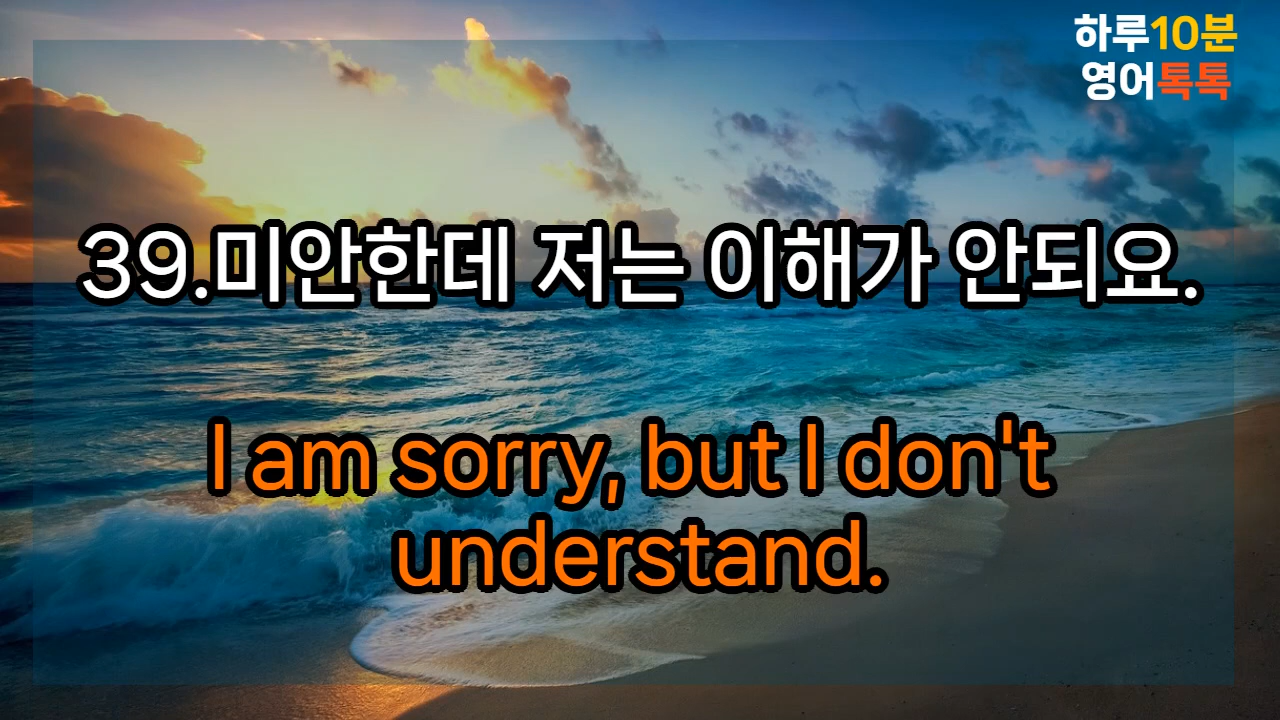 하루10분
영어톡톡
39.미안한데 저는 이해가 안되요.
I am sorry, but I don't
understand.